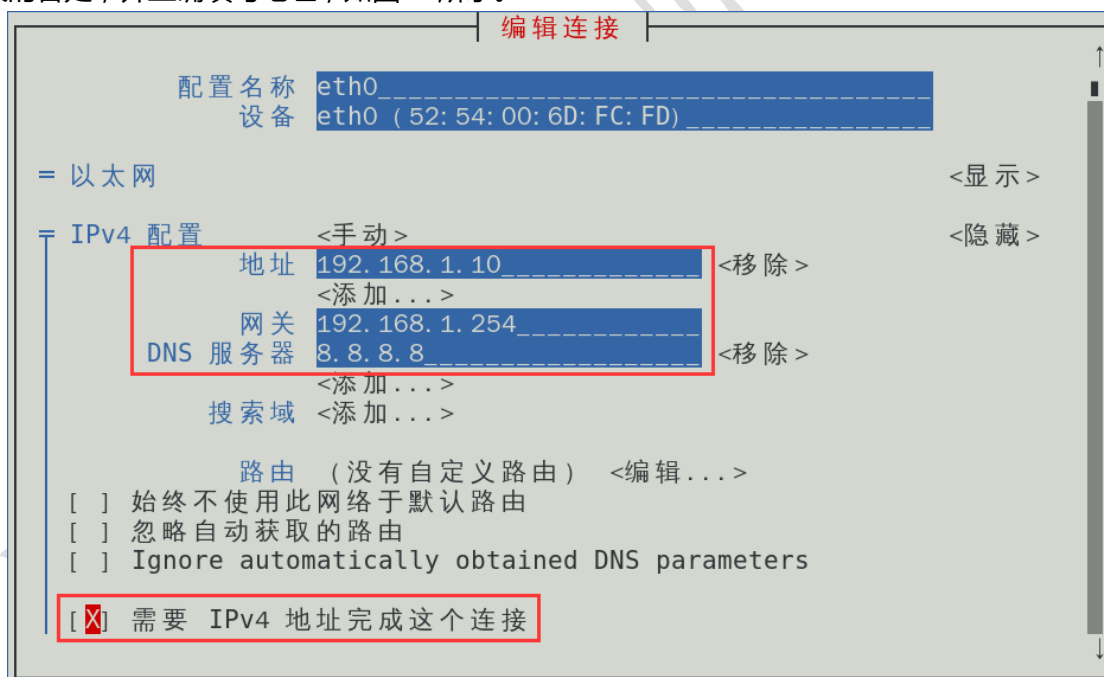 编辑连接
配置名称 eth0
设备 eth0 (52:54:00:6D:FC:FD)
= 以太网 <显示>
IPv4 配置 <手动> <隐藏>
地址 192.168.1.10 <移除>
<添加...>
网关 192.168.1.254
DNS 服务器 8.8.8.8 <移除>
<添加...>
搜索域 <添加...>
路由 (没有自定义路由) <编辑...>
[ ] 始终不使用此网络于默认路由
[ ] 忽略自动获取的路由
[ ] Ignore automatically obtained DNS parameters
[X] 需要 IPv4 地址完成这个连接